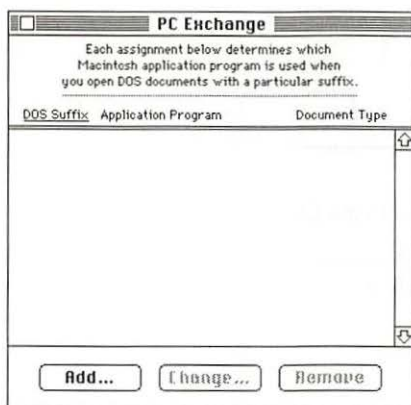 PC Exchange
Each assignment below determines which
Macintosh application program is used when
you open DOS documents with a particular suffix.
DOS Suffix Application Program Document Type
Add... Change... Remove